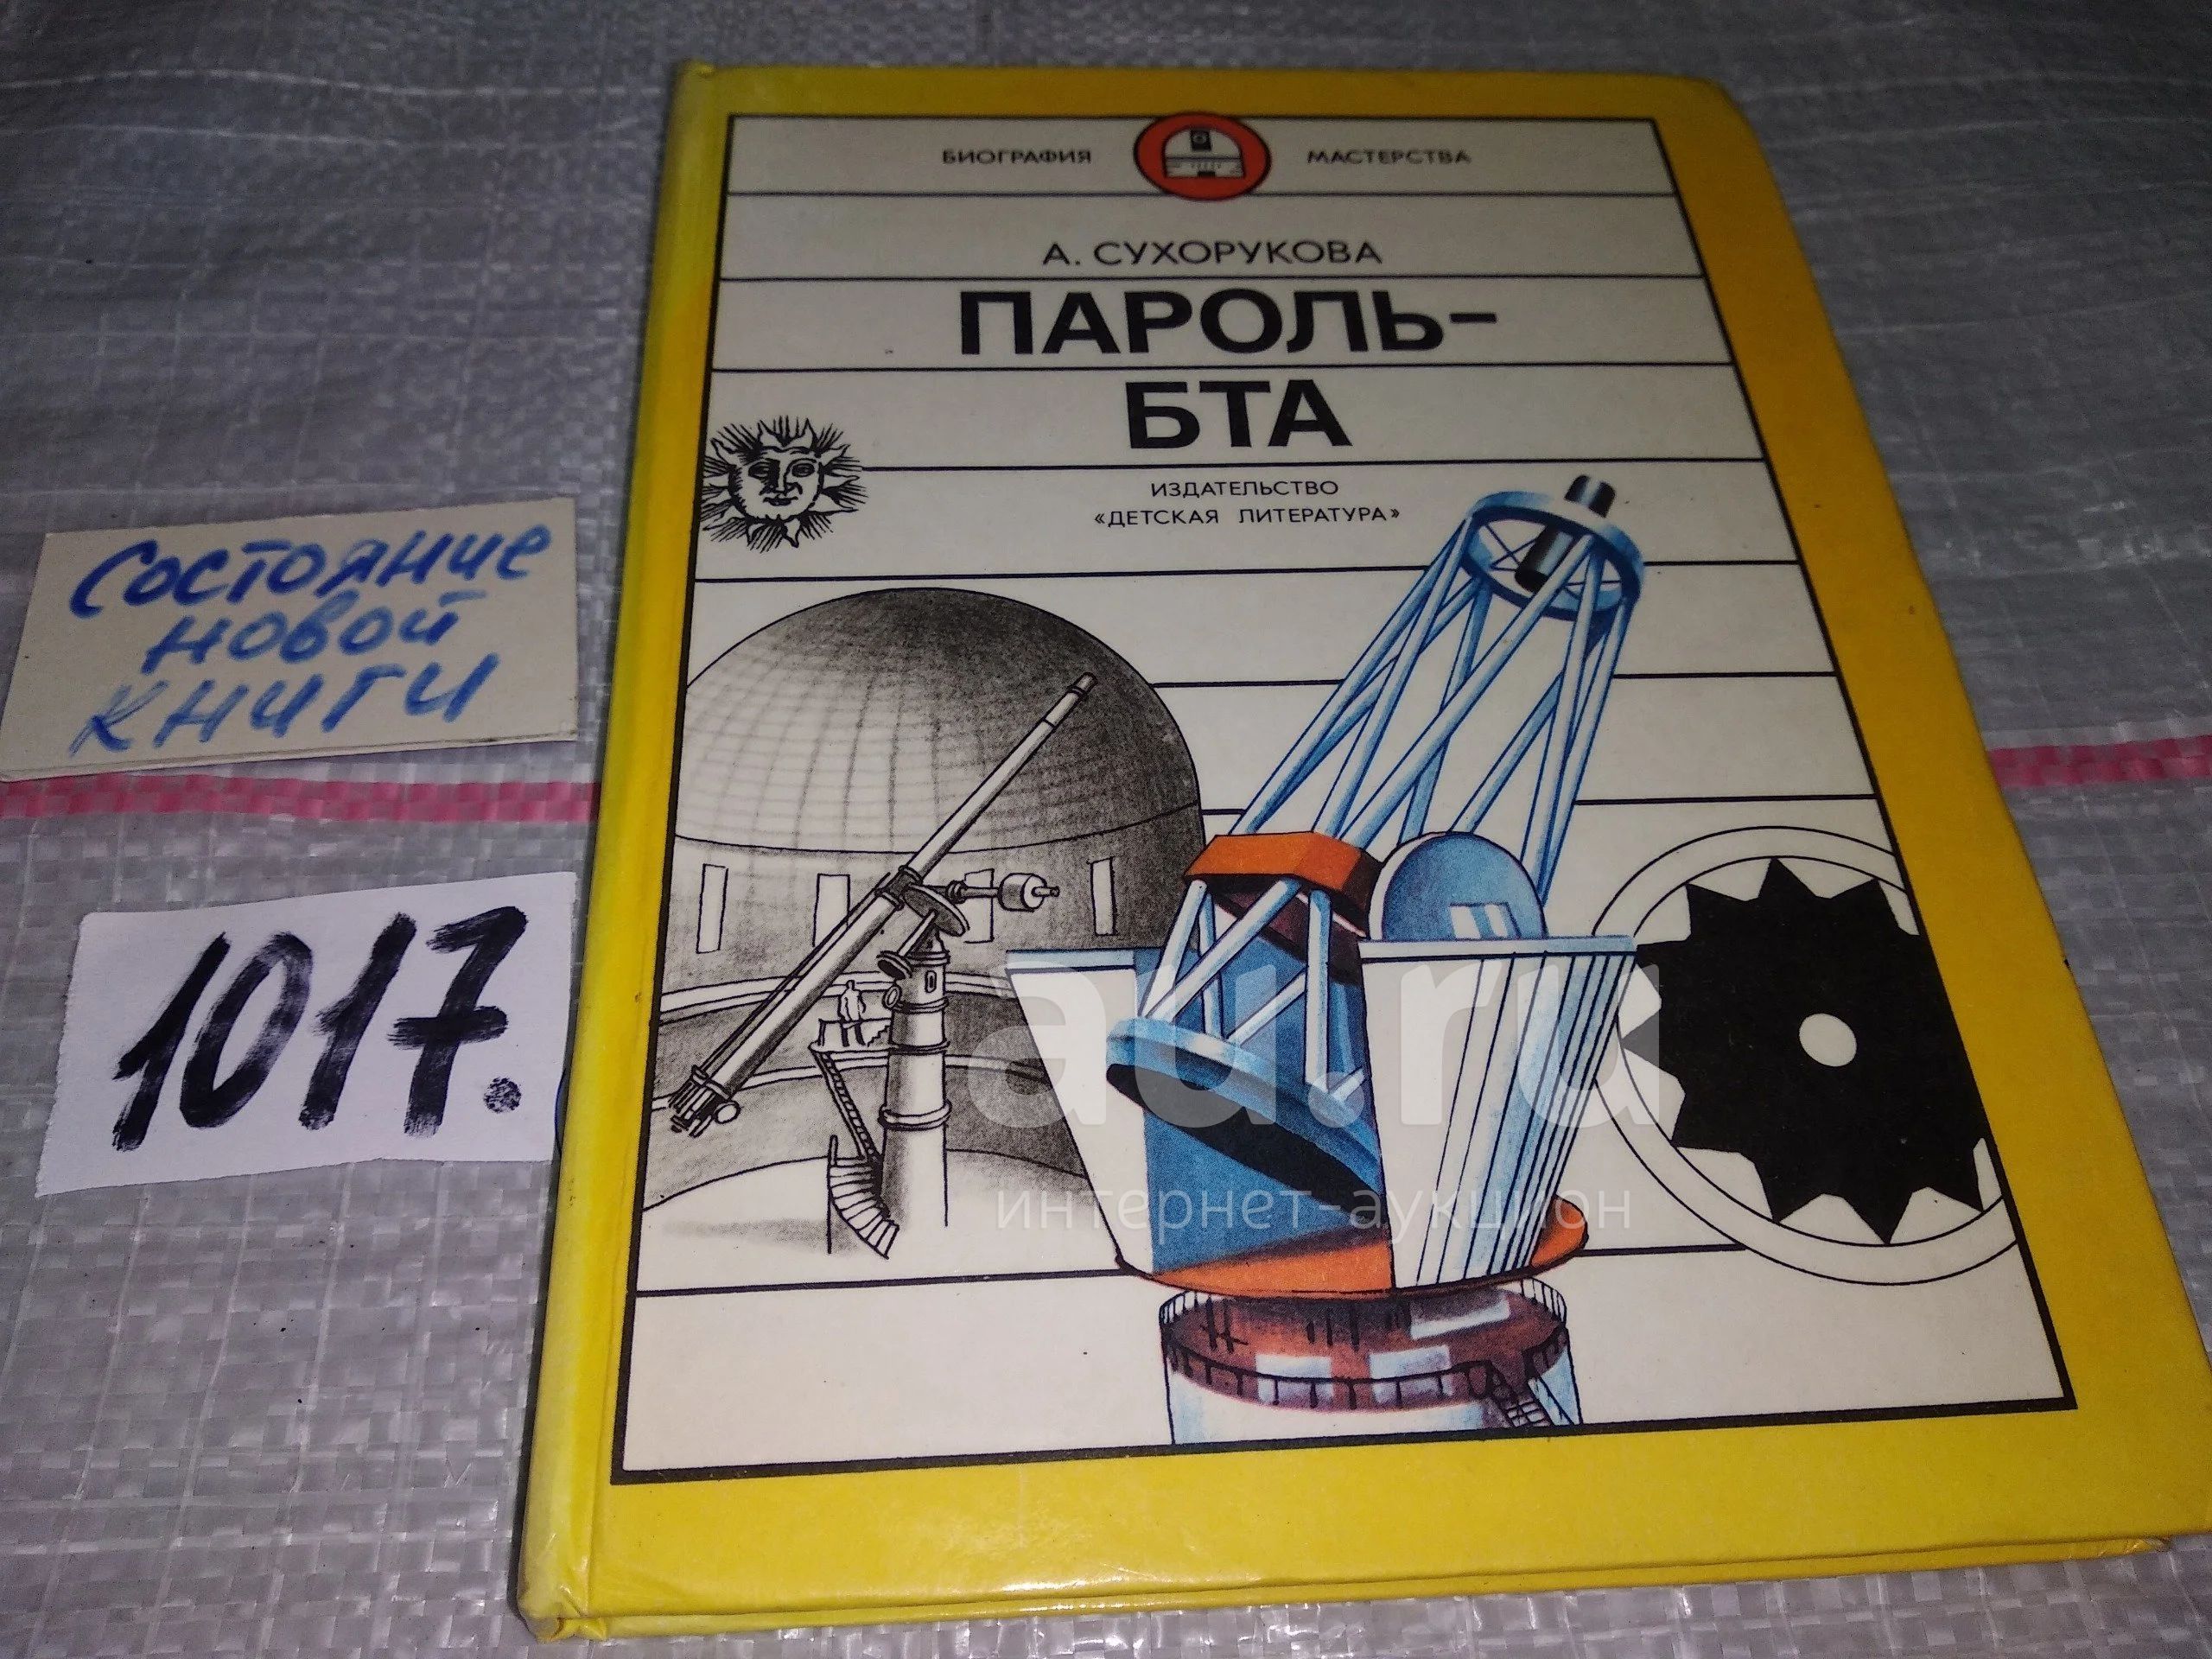 БИОГРАФИЯ МАСТЕРСТВА
А. СУХОРУКОВА
ПАРОЛЬ-
БТА
ИЗДАТЕЛЬСТВО
«ДЕТСКАЯ ЛИТЕРАТУРА»
Состояние
новой
книги
1017.
au.ru
интернет-аукцион